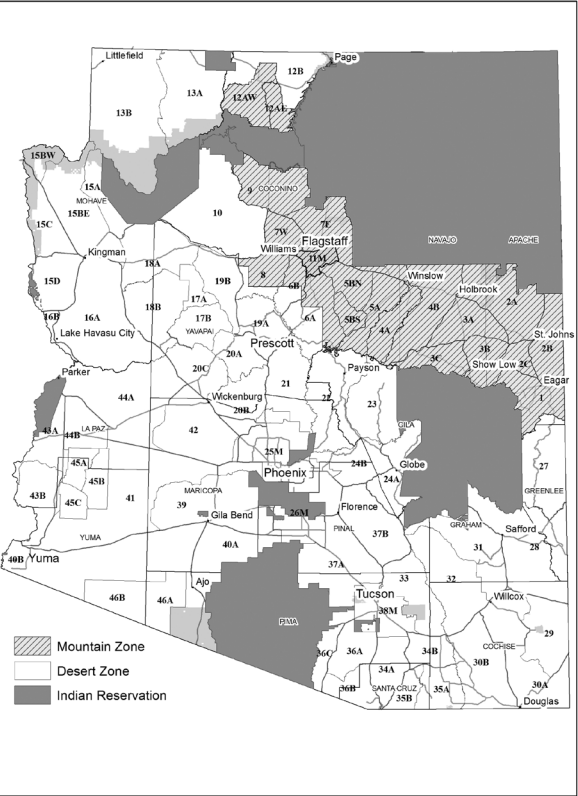 Littlefield
Page
12B
13A
12AW
12AE
13B
15BW
9
COCONINO
15A
MOHAVE
15BE
10
7W
7E
15C
Williams
Flagstaff
NAVAJO
APACHE
11M
Kingman
18A
8
Winslow
Holbrook
15D
19B
6B
5BN
2A
16B
16A
18B
17A
5A
4B
3A
17B
6A
5BS
4A
St. Johns
Lake Havasu City
YAVAPAI
19A
2B
Prescott
3B
20A
3C
Show Low
2C
Parker
20C
Payson
Eagar
21
1
44A
Wickenburg
22
23
20B
43A
LA PAZ
42
GILA
44B
25M
45A
Phoenix
24B
Globe
27
45B
24A
43B
MARICOPA
GREENLEE
45C
41
39
26M
Florence
Gila Bend
PINAL
GRAHAM
Safford
YUMA
37B
40A
31
28
40B
Yuma
37A
Ajo
33
32
46B
46A
Tucson
Willcox
38M
PIMA
29
Mountain Zone
36C
36A
34B
COCHISE
30B
Desert Zone
34A
36B
SANTA CRUZ
35A
30A
Indian Reservation
35B
Douglas